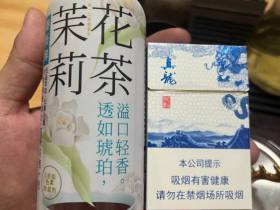 茉莉
花茶
溢口轻香。
透如琥珀，
真龍
本公司提示
吸烟有害健康
请勿在禁烟场所吸烟